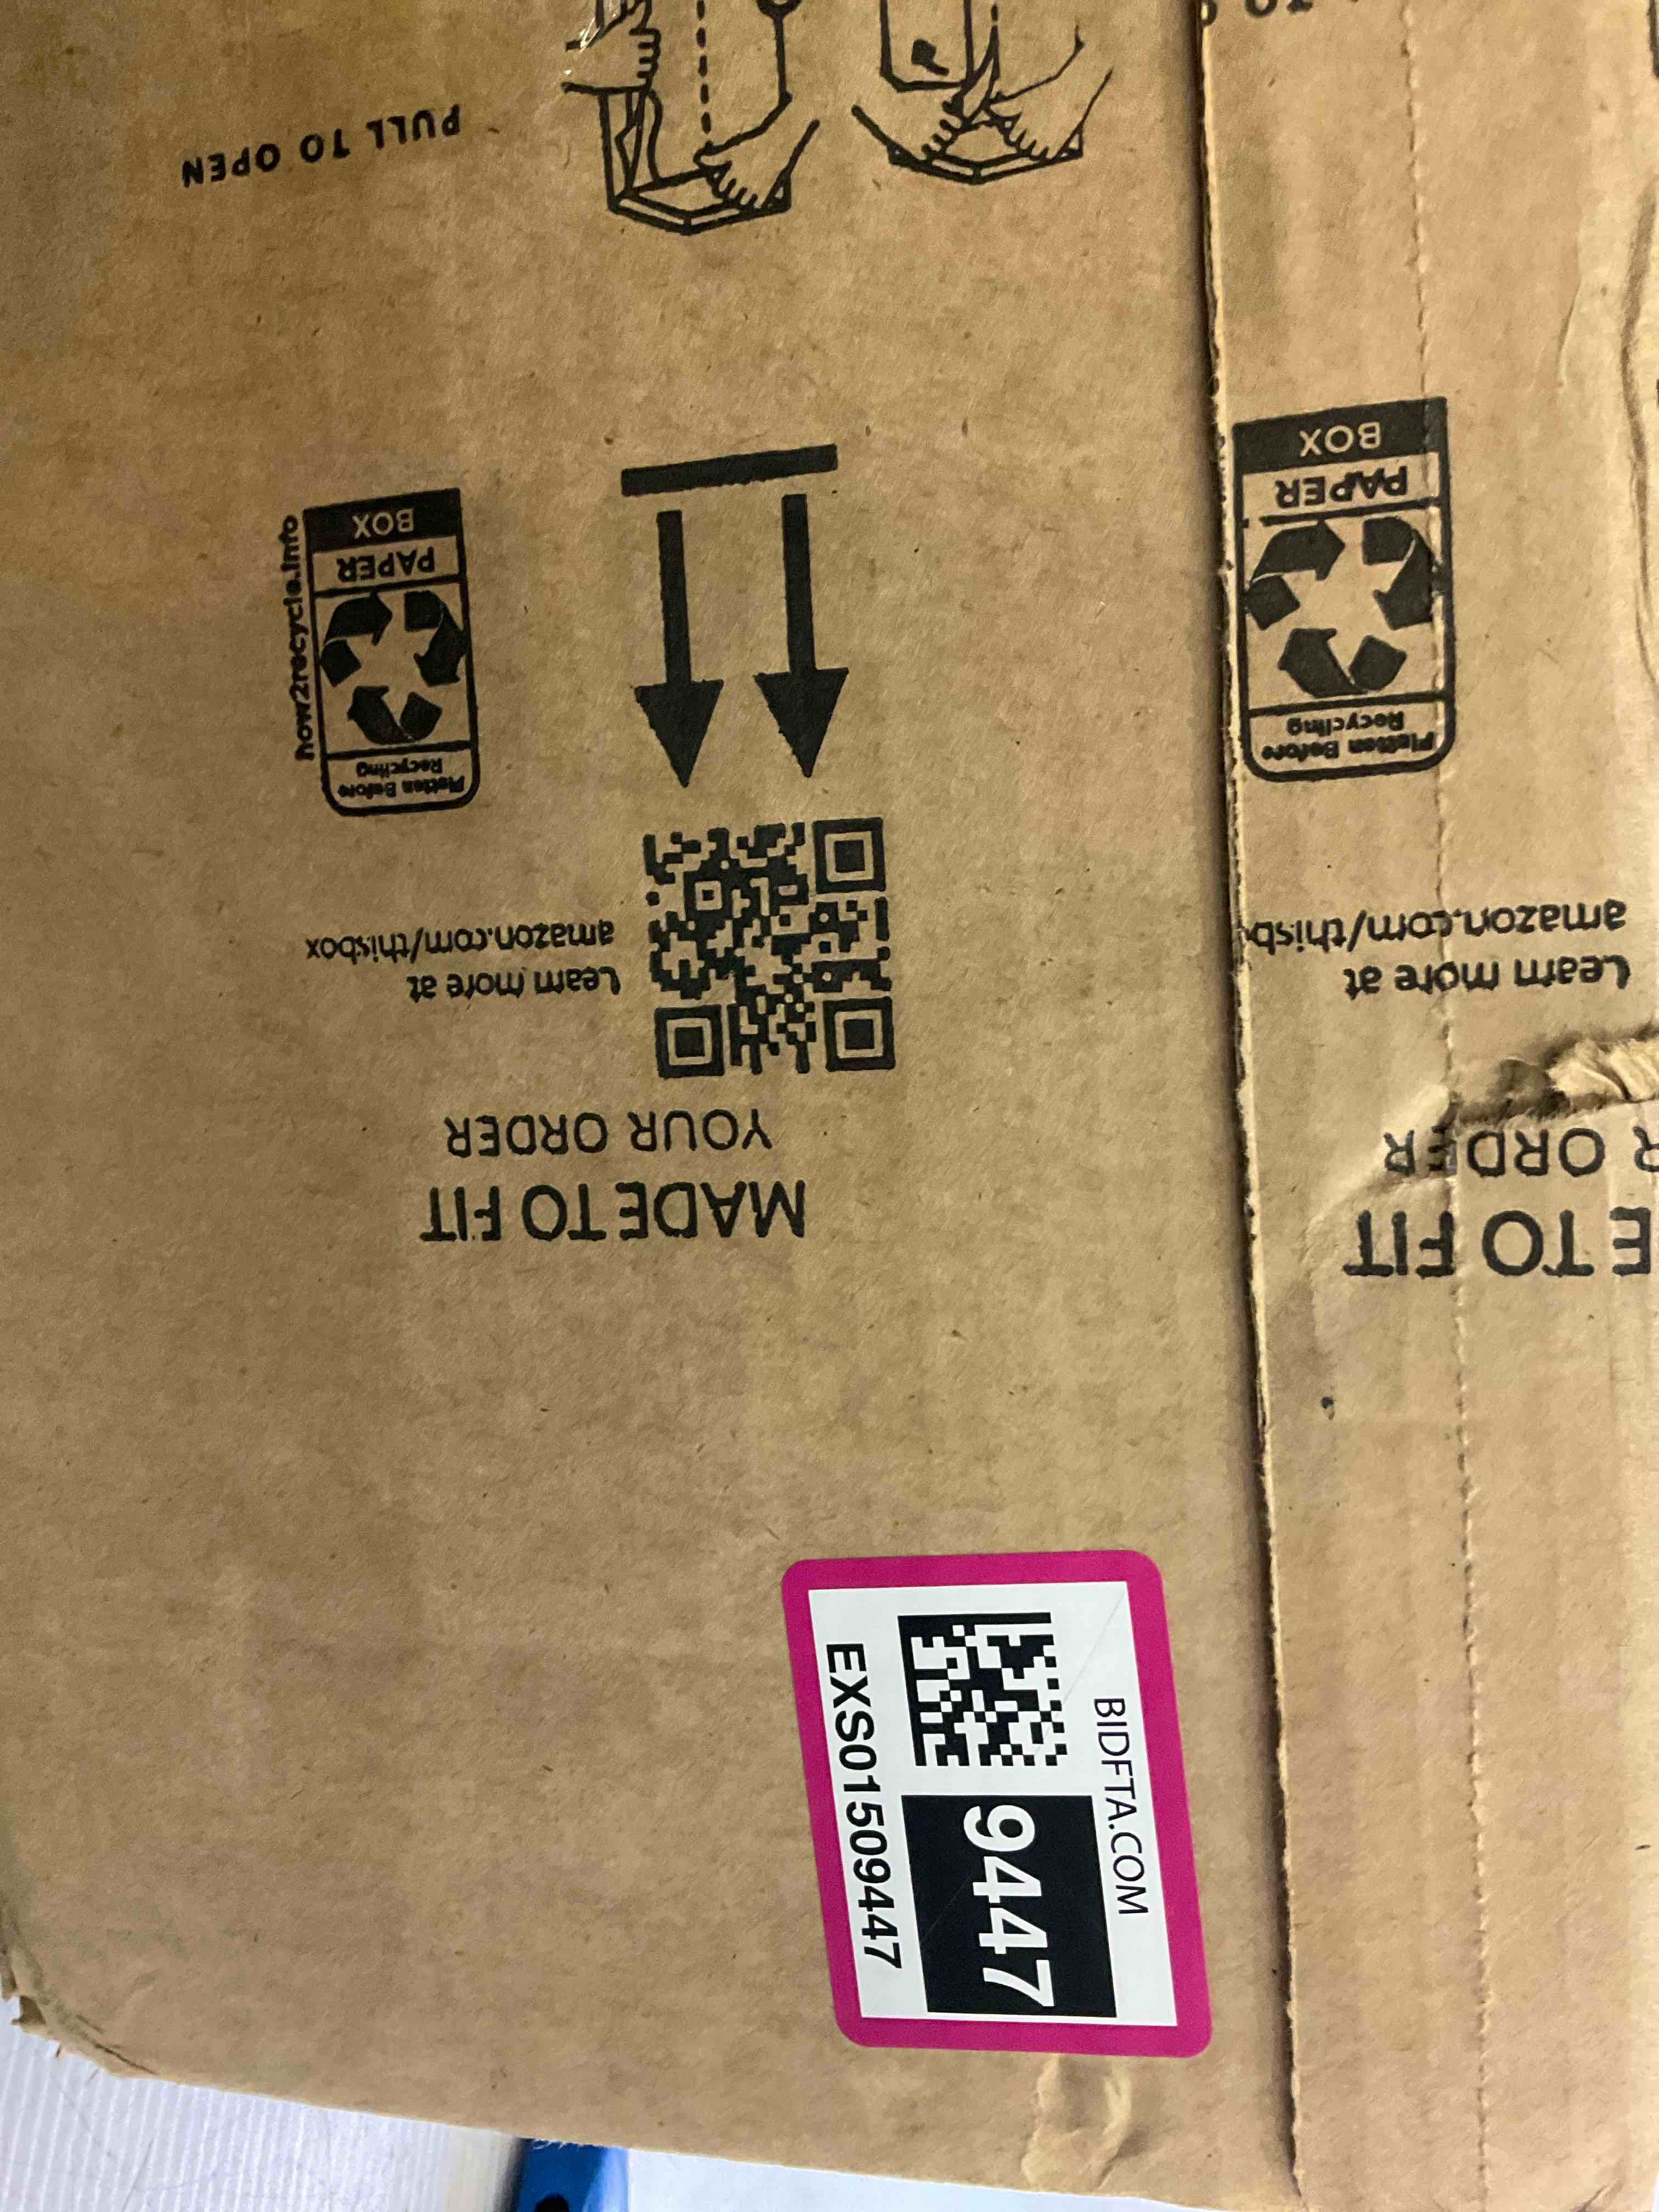 PULL TO OPEN
how2recycle.info
BOX
PAPER
Flatten Before
Recycling
Learn more at
amazon.com/thisbox
MADE TO FIT
YOUR ORDER
BOX
PAPER
Flatten Before
Recycling
Learn more at
amazon.com/thisb
E TO FIT
R ORDER
BIDFTA.COM
9447
EXS01509447